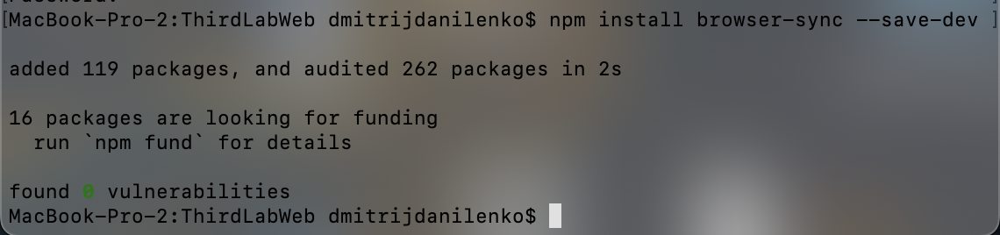 [MacBook-Pro-2:ThirdLabWeb dmitrijdanilenko$ npm install browser-sync --save-dev ]
added 119 packages, and audited 262 packages in 2s
16 packages are looking for funding
run `npm fund` for details
found 0 vulnerabilities
MacBook-Pro-2:ThirdLabWeb dmitrijdanilenko$